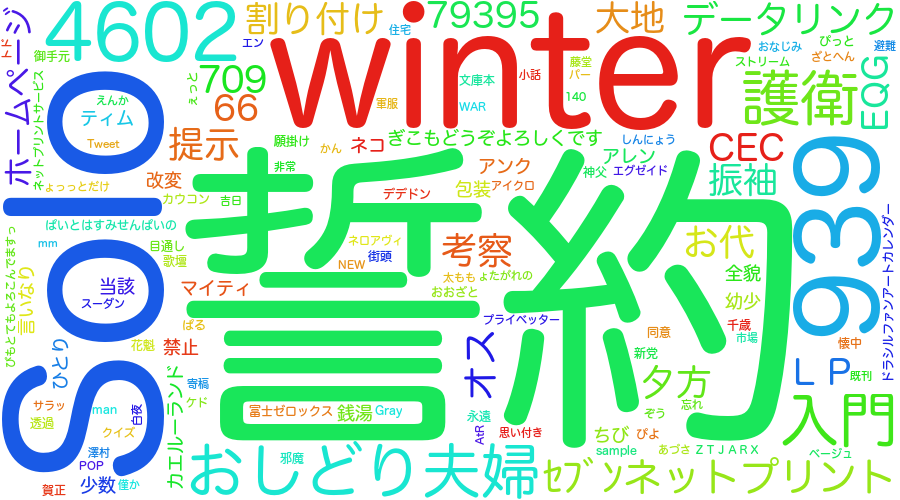 ホームページ
4602
割り付け
住宅
79395
大地
データリンク
トド
御手元
エン
winter
おなじみ
ぴっと
避難
ざとへん
ストリーム
709
66
えっと
文庫本
小話
藤堂
バー
護衛
EQG
ネットプリントサービス
えんか
ティム
Tweet
軍服
WAR
140
solo
提示
願掛け
かん
ネコ
ぎこもどうぞよろしくです
しんにょう
CEC
939
非常
アンク
アレン
神父
エグゼイド
振袖
ょっっとだけ
改変
カウコン
吉日
デデドン
包装
アイクロ
誓約
ぱいとはすみせんぱいの
mm
目通し
歌壇
ネロアヴィ
街頭
NEW
考察
太もも
ょたがれの
お代
全貌
ドラシルファンアートカレンダー
びもとてもよろこんでますっ
言いなり
当該
スーダン
マイティ
おおざと
プライベッター
幼少
千歳
市場
ぱる
ひとり
花魁
禁止
オス
同意
新党
懐中
カエルーランド
寄稿
ケド
夕方
LP
既刊
サラッ
透過
man
クイズ
白夜
冨士ゼロックス
銭湯
Gray
永遠
AtR
思い付き
ぞう
忘れ
入門
澤村
POP
賀正
少数
僅か
おしどり夫婦
邪魔
ちび
ぴよ
sample
あづさ
ZTJARX
ページュ
ｾﾌﾞﾝネットプリント